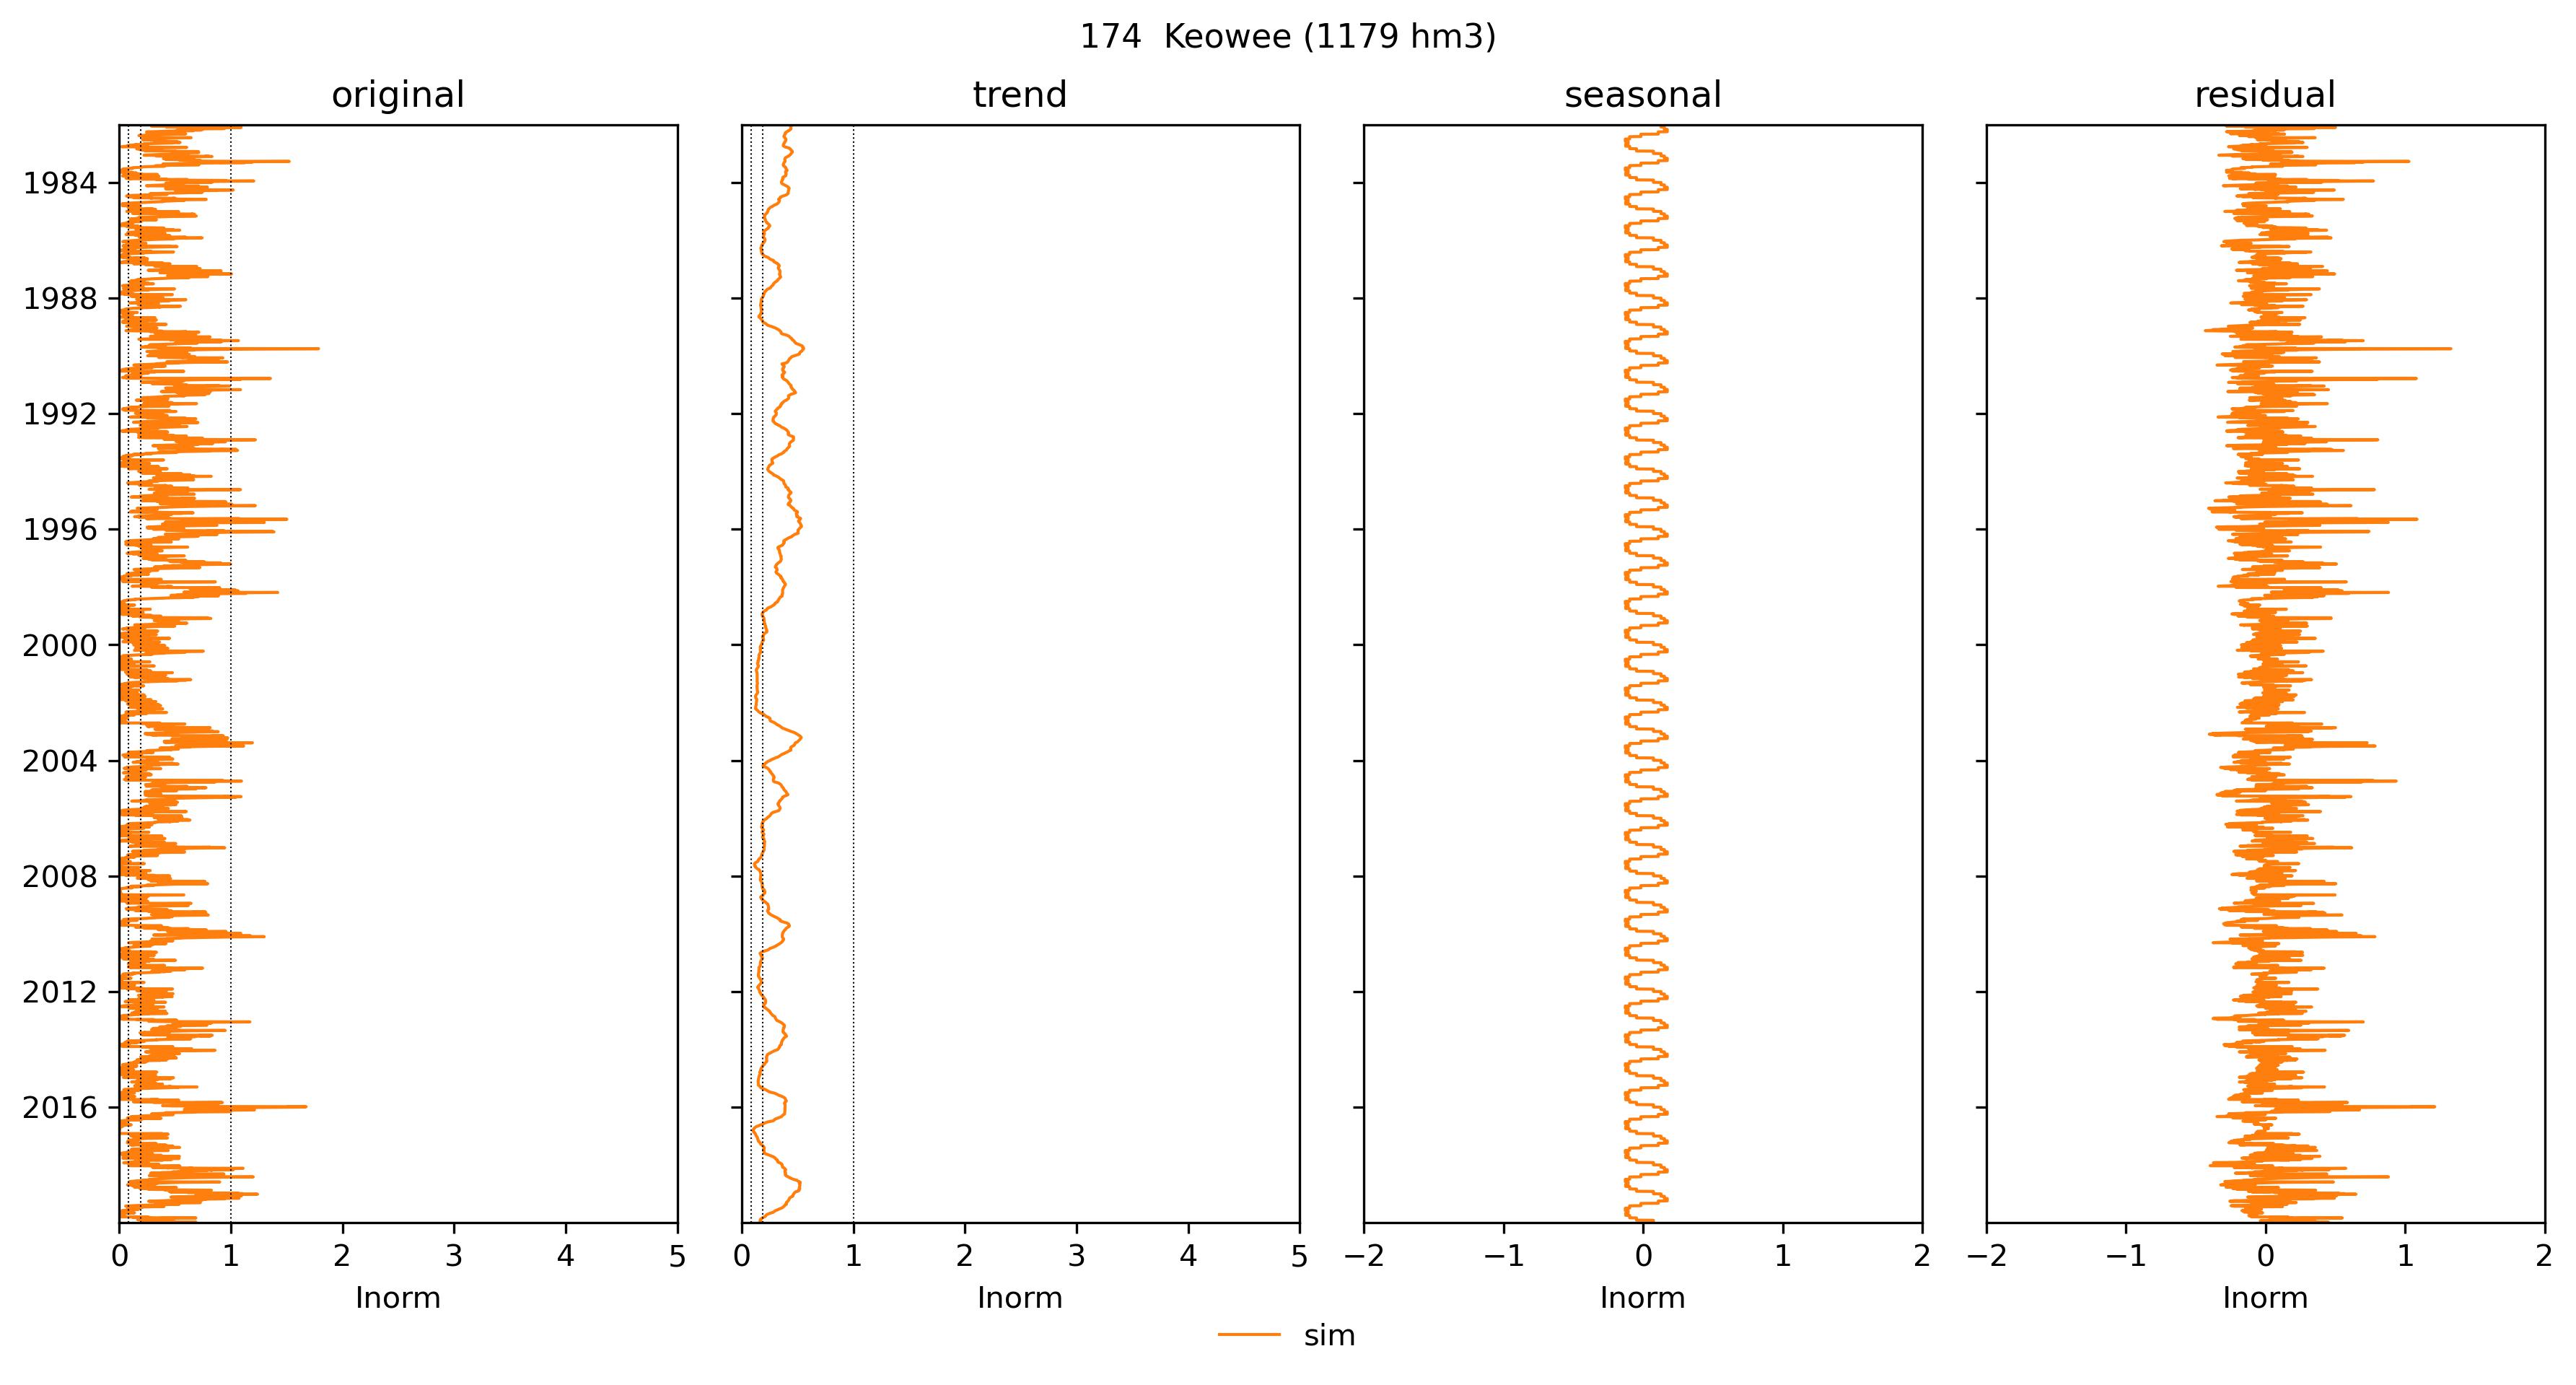 174  Keowee (1179 hm3)
original
trend
seasonal
residual
1984
1988
1992
1996
2000
2004
2008
2012
2016
0 1 2 3 4 5
0 1 2 3 4 5
−2 −1 0 1 2
−2 −1 0 1 2
Inorm
Inorm
Inorm
Inorm
sim